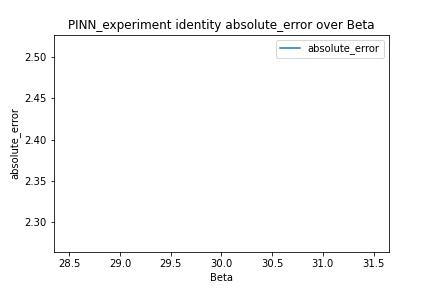 PINN_experiment identity absolute_error over Beta
absolute_error
2.50
2.45
2.40
2.35
2.30
absolute_error
28.5 29.0 29.5 30.0 30.5 31.0 31.5
Beta